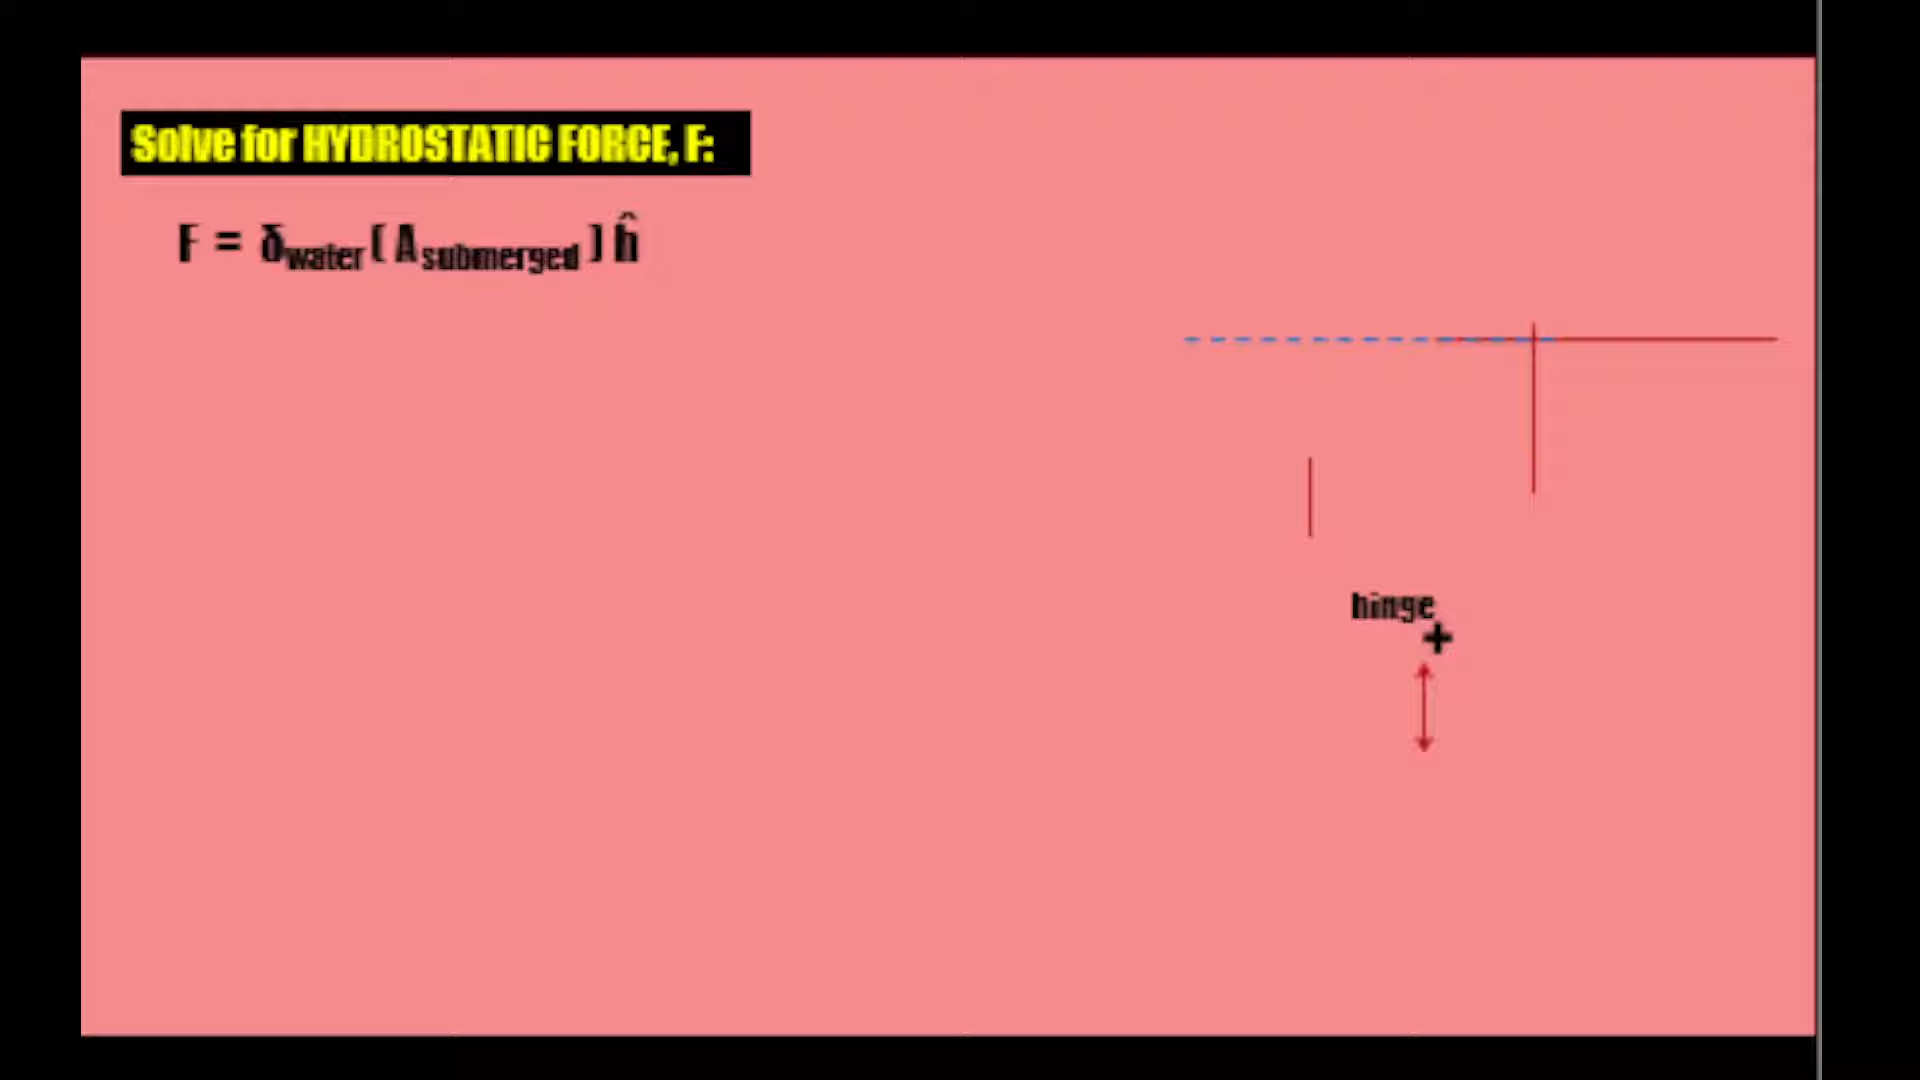 Solve for HYDROSTATIC FORCE, F:
F = δwater ( Asubmerged ) ĥ
hinge